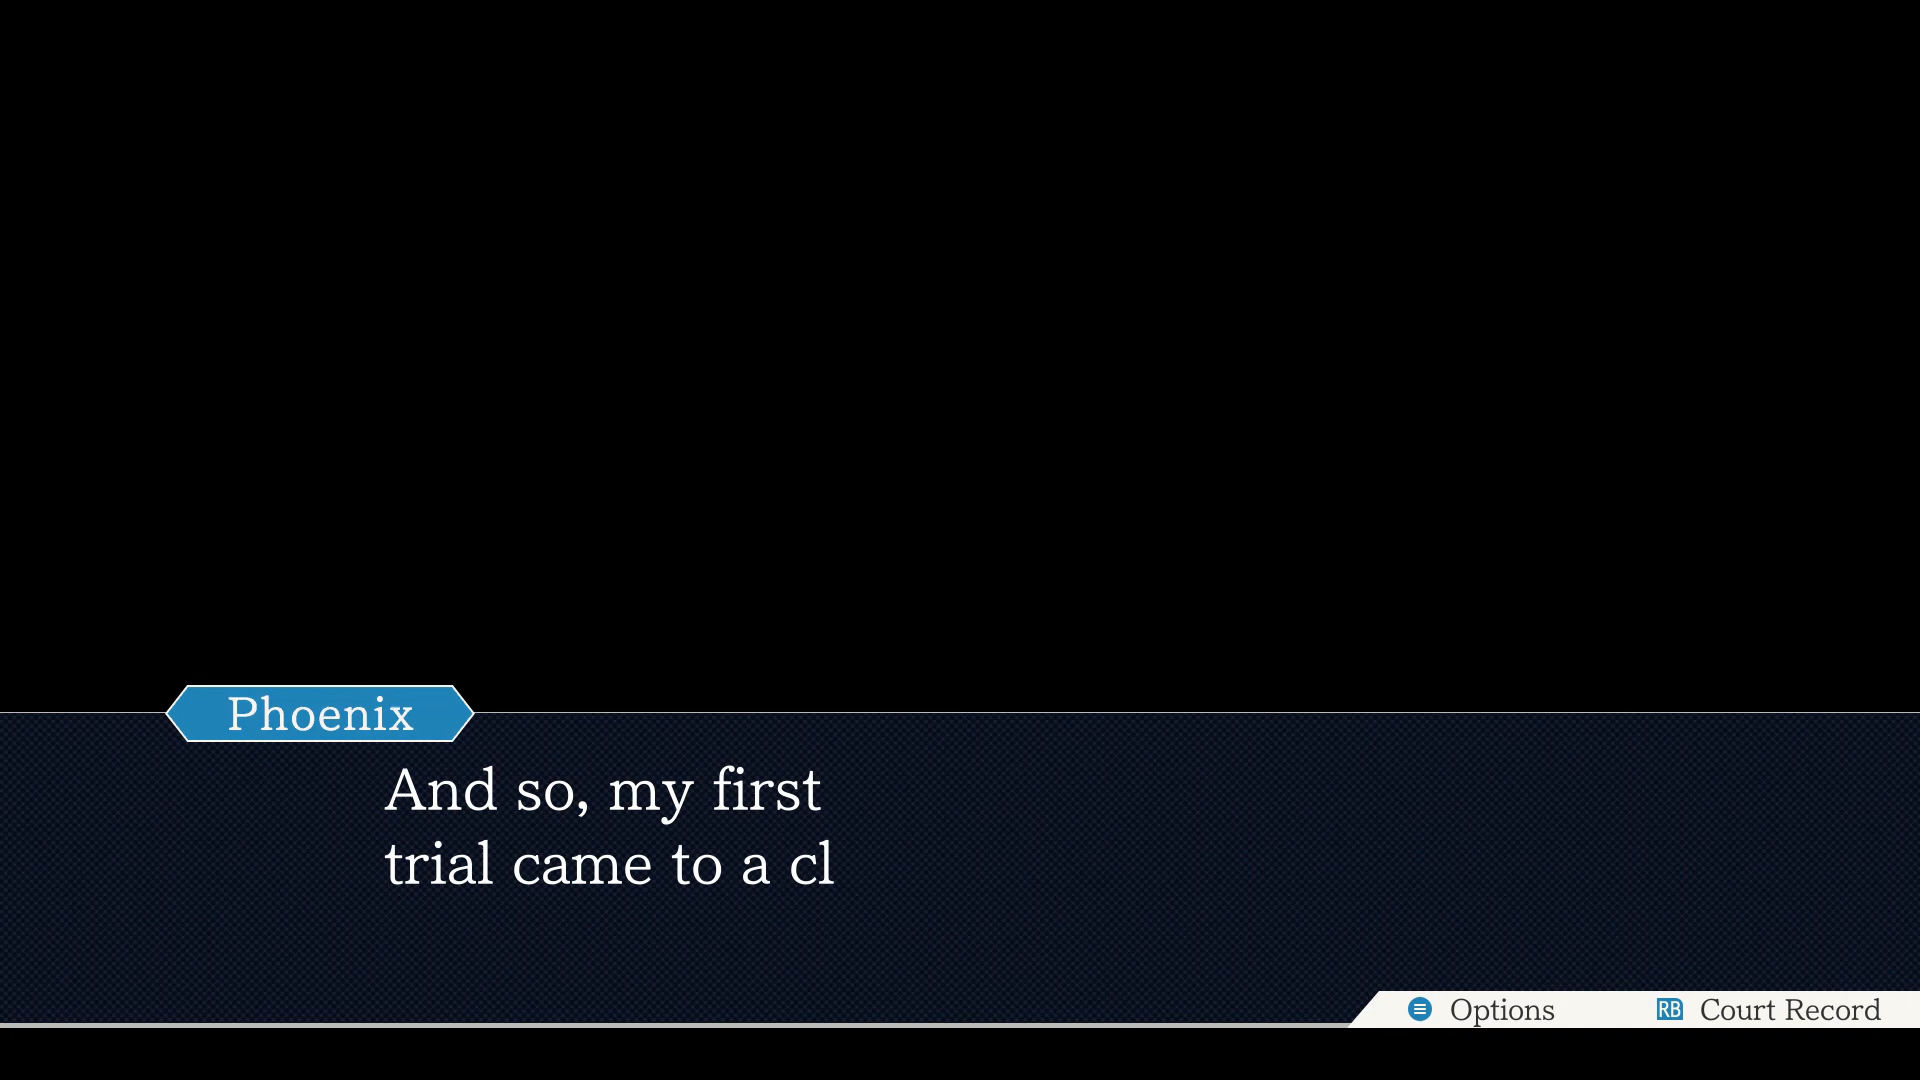 Phoenix
And so, my first
trial came to a cl
Options
RB Court Record